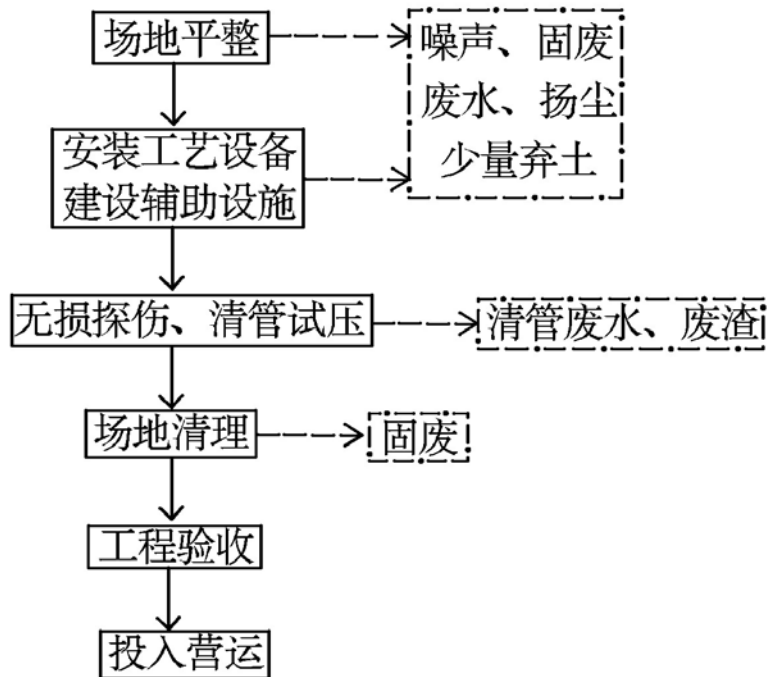 场地平整
噪声、固废
废水、扬尘
少量弃土
安装工艺设备
建设辅助设施
无损探伤、清管试压
清管废水、废渣
场地清理
固废
工程验收
投入营运